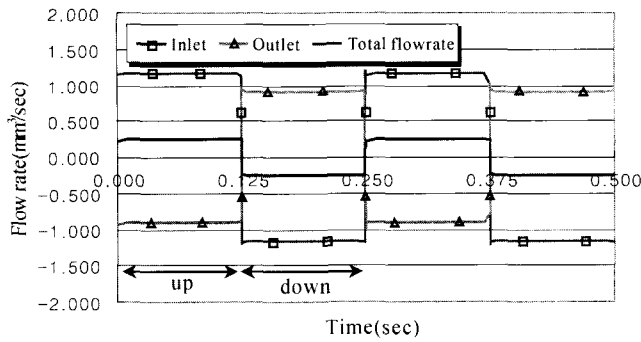 2.000
Inlet Outlet Total flowrate
1.500
1.000
0.500
0.000
-0.500
-1.000
-1.500
-2.000
Flow rate(mm³/sec)
0.000 0.125 0.250 0.375 0.500
up down
Time(sec)